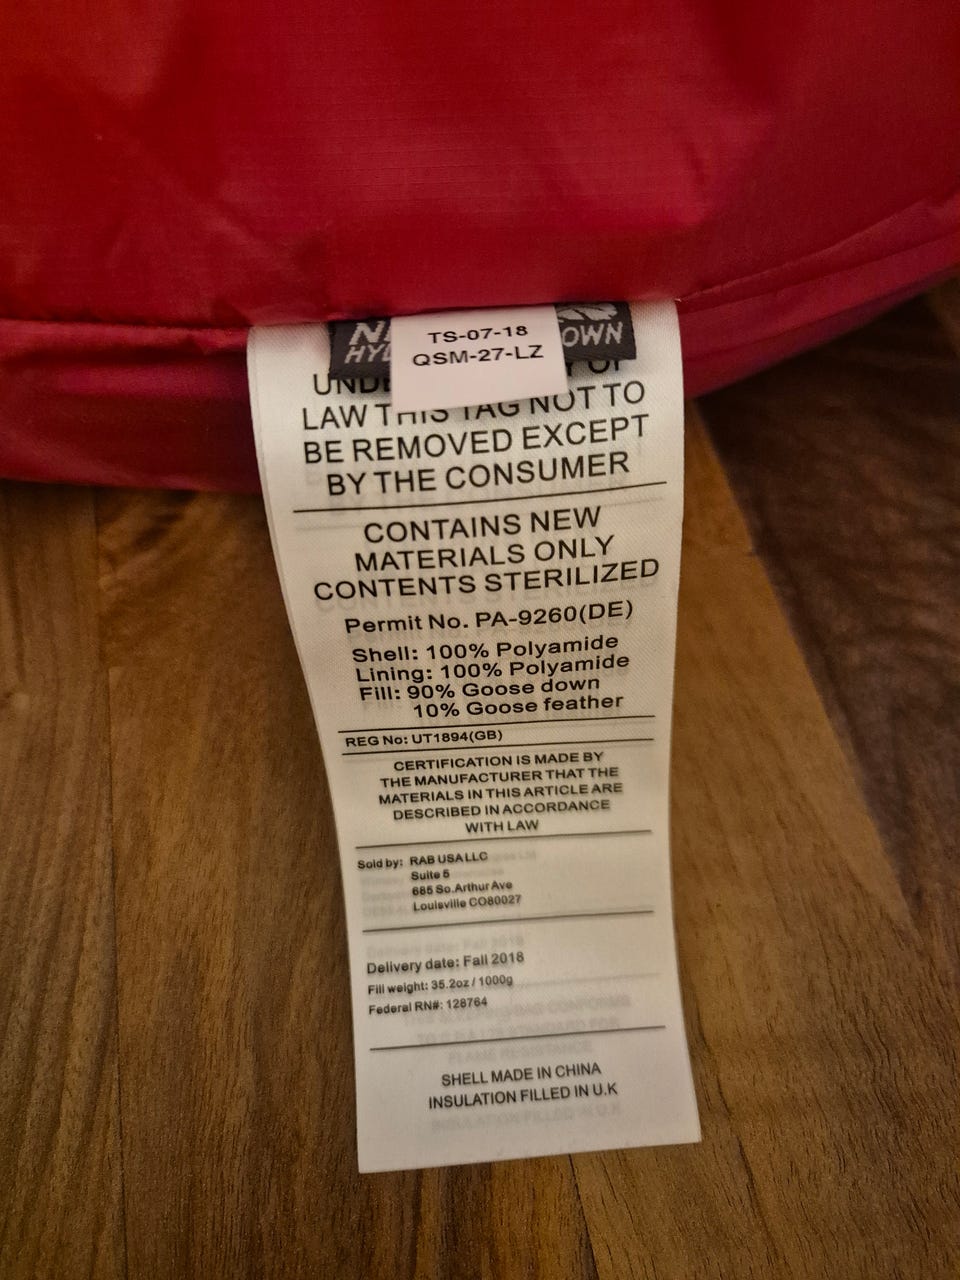 TS-07-18
QSM-27-LZ
OWN
LAW THIS TAG NOT TO
BE REMOVED EXCEPT
BY THE CONSUMER
CONTAINS NEW
MATERIALS ONLY
CONTENTS STERILIZED
Permit No. PA-9260(DE)
Shell: 100% Polyamide
Lining: 100% Polyamide
Fill: 90% Goose down
10% Goose feather
REG No: UT1894(GB)
CERTIFICATION IS MADE BY
THE MANUFACTURER THAT THE
MATERIALS IN THIS ARTICLE ARE
DESCRIBED IN ACCORDANCE
WITH LAW
Sold by: RAB USA LLC
Suite 5
685 So.Arthur Ave
Louisville CO80027
Delivery date: Fall 2018
Fill weight: 35.2oz / 1000g
Federal RN#: 128764
SHELL MADE IN CHINA
INSULATION FILLED IN U.K